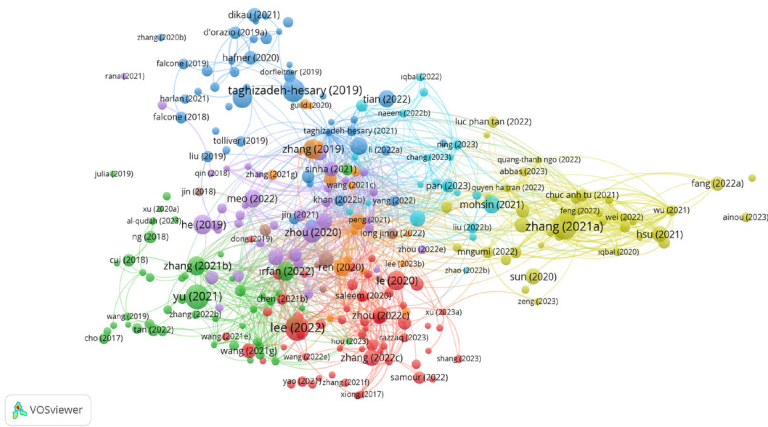 dikau (2021)
d'orazio (2019a)
zhang (2020b)
hafner (2020)
falcone (2019)
dorfleitner (2019)
rana (2021)
iqba (2022)
taghizadeh-hesary (2019)
harlan (2021)
tian (2022)
guild (2020)
naeem (2022b)
falcone (2018)
luc phan tan (2022)
taghizadeh-hesary (2021)
tolliver (2019)
zhang (2019)
li (2022a)
ning (2023)
liu (2019)
chang (2023)
quang-thanh ngo (2022)
sinha (2021)
abbas (2023)
julia (2019)
qin (2018)
zhang (2021g)
wang (2021c)
pan (2023)
quyen ha tran (2022)
fang (2022a)
jin (2018)
meo (2022)
khan (2022b)
yang (2022)
chuc anh tu (2021)
mohsin (2021)
xu (2020a)
jin (2021)
feng (2022)
wei (2022)
wu (2021)
al-qudah (2023)
he (2019)
peng (2021)
ainou (2023)
zhang (2021a)
liu (2022b)
ng (2018)
dong (2019)
zhou (2020)
long jinru (2022)
hsu (2021)
zhou (2022e)
mngumi (2022)
iqbal (2020)
cui (2018)
zhang (2021b)
irfan (2022)
ren (2020)
lee (2023b)
zhao (2022b)
le (2020)
sun (2020)
yu (2021)
chen (2021b)
saleem (2020)
zeng (2023)
wang (2019)
zhang (2022b)
zhou (2022c)
xu (2023a)
tan (2022)
lee (2022)
cho (2017)
wang (2021e)
hou (2023)
razzaq (2023)
wang (2021g)
wang (2022e)
zhang (2022c)
shang (2023)
yao (2021)
zhang (2021f)
samour (2022)
xiong (2017)
VOSviewer